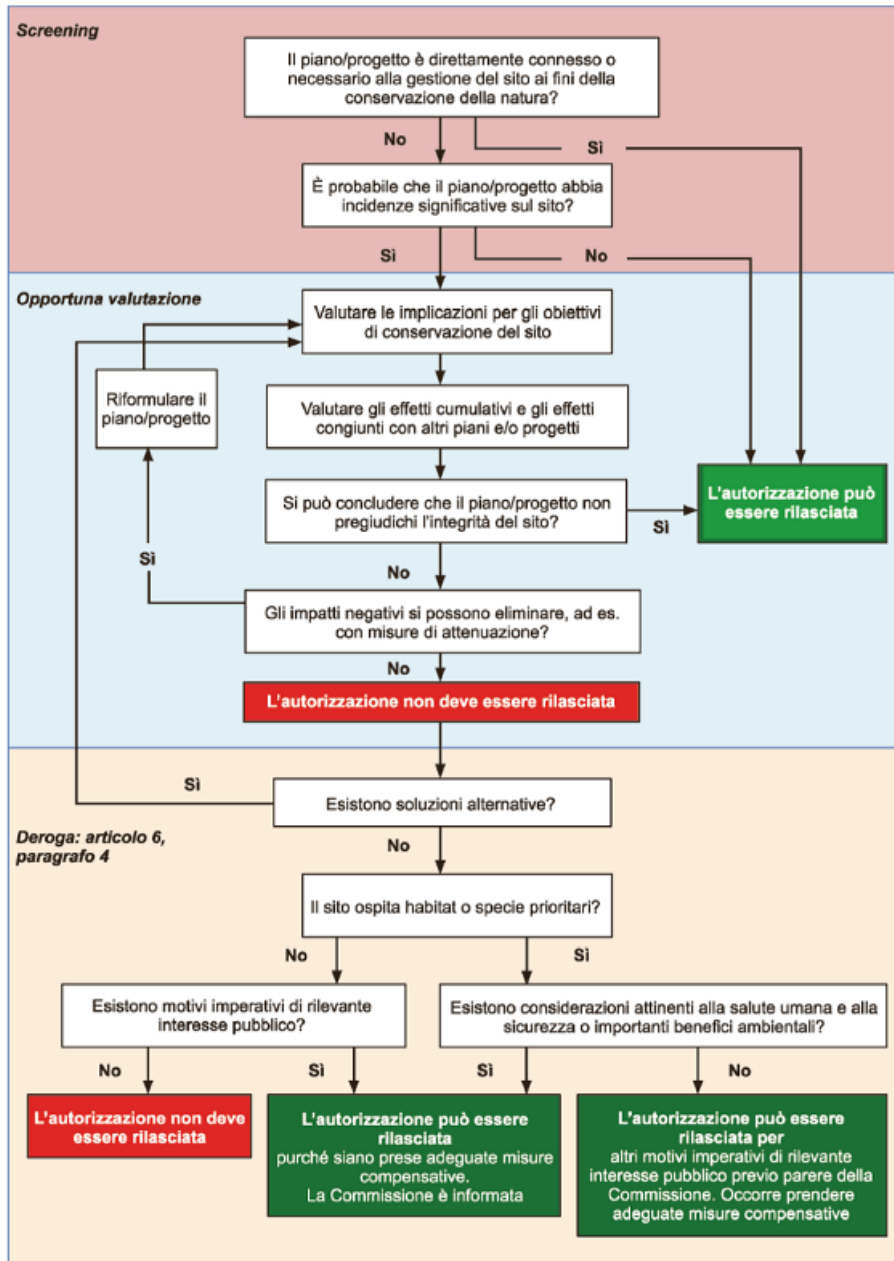 Screening
Il piano/progetto è direttamente connesso o
necessario alla gestione del sito ai fini della
conservazione della natura?
No
Sì
È probabile che il piano/progetto abbia
incidenze significative sul sito?
Sì
No
Opportuna valutazione
Valutare le implicazioni per gli obiettivi
di conservazione del sito
Riformulare il
piano/progetto
Valutare gli effetti cumulativi e gli effetti
congiunti con altri piani e/o progetti
Si può concludere che il piano/progetto non
pregiudichi l'integrità del sito?
Sì
L'autorizzazione può
essere rilasciata
Sì
No
Gli impatti negativi si possono eliminare, ad es.
con misure di attenuazione?
No
L'autorizzazione non deve essere rilasciata
Sì
Esistono soluzioni alternative?
Deroga: articolo 6,
paragrafo 4
No
Il sito ospita habitat o specie prioritari?
No
Sì
Esistono motivi imperativi di rilevante
interesse pubblico?
Esistono considerazioni attinenti alla salute umana e alla
sicurezza o importanti benefici ambientali?
No
Sì
Sì
No
L'autorizzazione non deve
essere rilasciata
L'autorizzazione può essere
rilasciata
purché siano prese adeguate misure
compensative.
La Commissione è informata
L'autorizzazione può essere
rilasciata per
altri motivi imperativi di rilevante
interesse pubblico previo parere della
Commissione. Occorre prendere
adeguate misure compensative